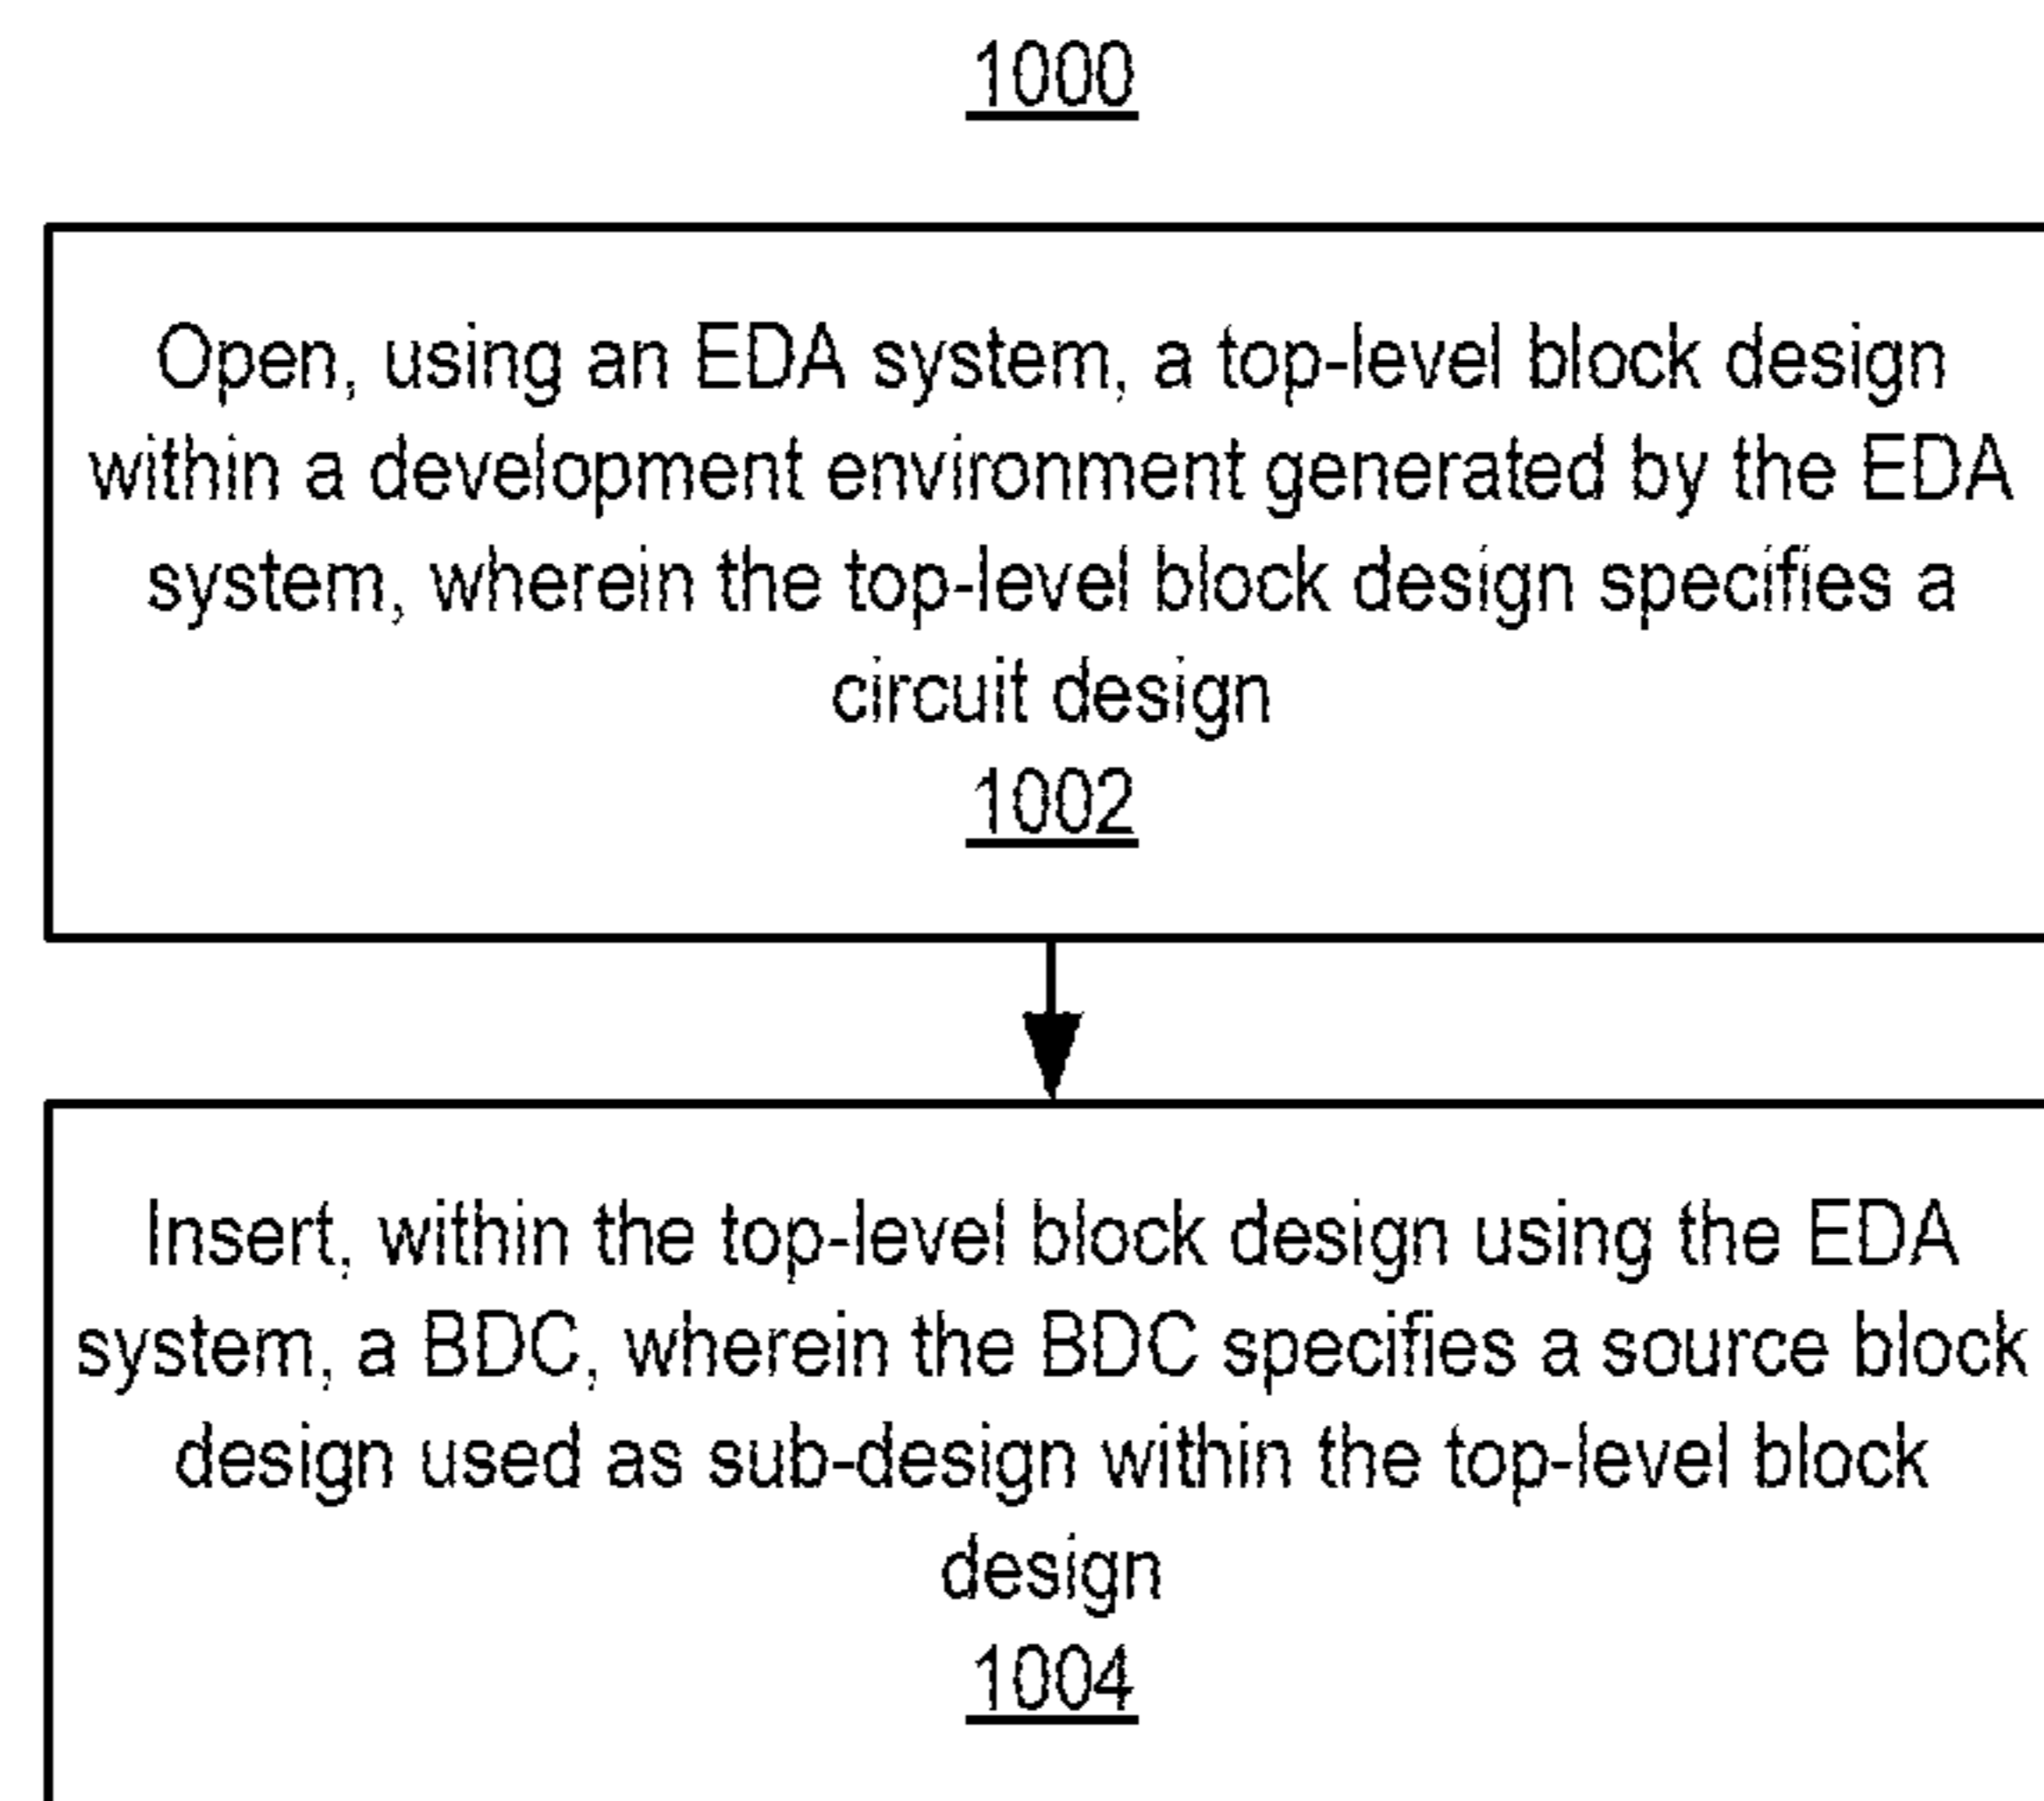 1000
Open, using an EDA system, a top-level block design
within a development environment generated by the EDA
system, wherein the top-level block design specifies a
circuit design
1002
Insert, within the top-level block design using the EDA
system, a BDC, wherein the BDC specifies a source block
design used as sub-design within the top-level block
design
1004